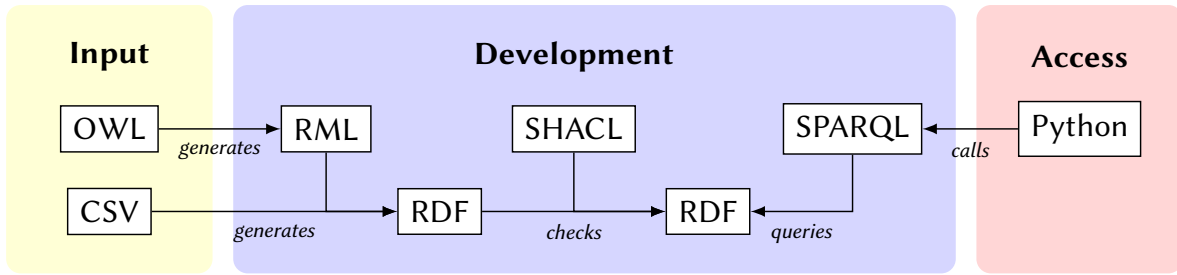 Input
Development
Access
OWL
generates
RML
SHACL
SPARQL
calls
Python
CSV
generates
RDF
checks
RDF
queries